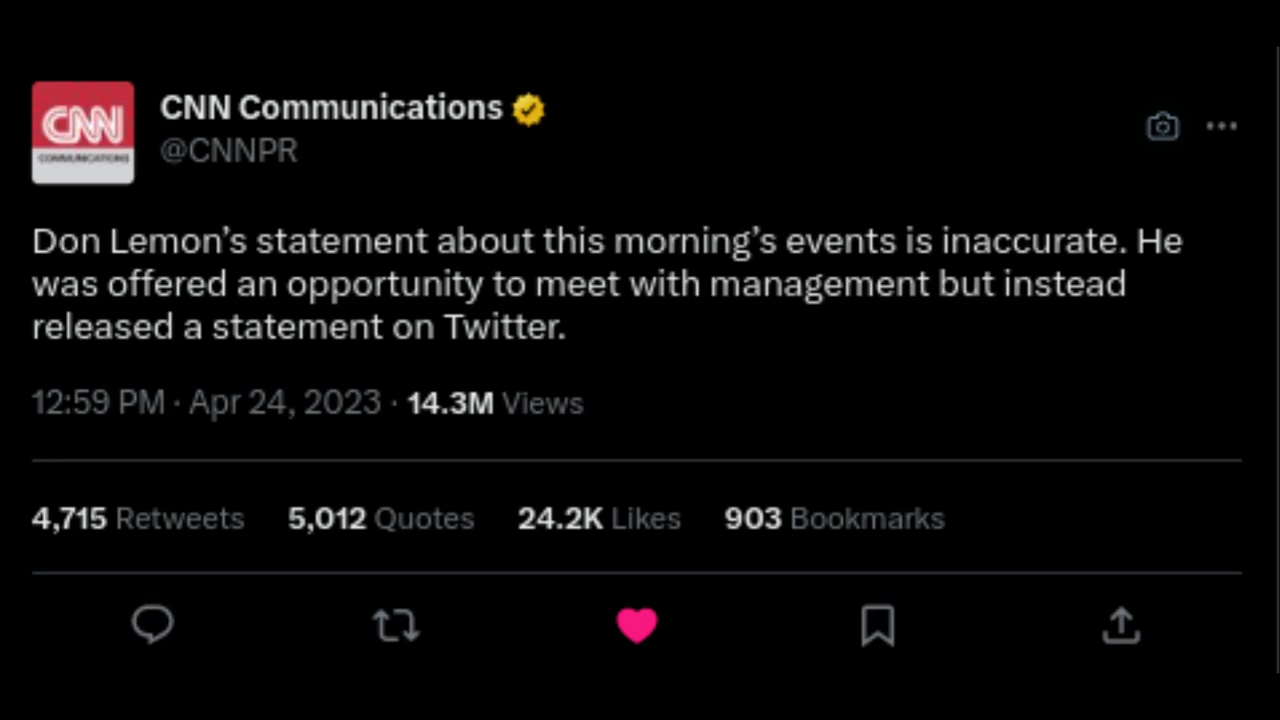 CNN
COMMUNICATIONS
CNN Communications
@CNNPR
Don Lemon’s statement about this morning’s events is inaccurate. He
was offered an opportunity to meet with management but instead
released a statement on Twitter.
12:59 PM · Apr 24, 2023 · 14.3M Views
4,715 Retweets 5,012 Quotes 24.2K Likes 903 Bookmarks